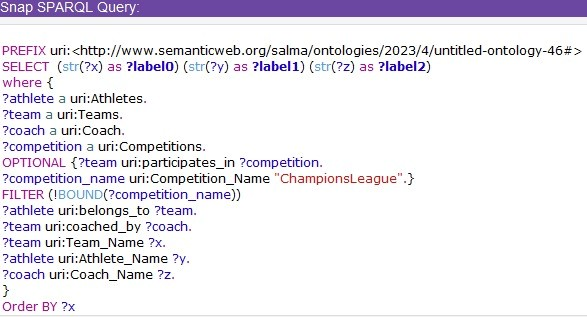 Snap SPARQL Query:
PREFIX uri:<http://www.semanticweb.org/salma/ontologies/2023/4/untitled-ontology-46#>
SELECT (str(?x) as ?label0) (str(?y) as ?label1) (str(?z) as ?label2)
where {
?athlete a uri:Athletes.
?team a uri:Teams.
?coach a uri:Coach.
?competition a uri:Competitions.
OPTIONAL {?team uri:participates_in ?competition.
?competition_name uri:Competition_Name "ChampionsLeague".}
FILTER (!BOUND(?competition_name))
?athlete uri:belongs_to ?team.
?team uri:coached_by ?coach.
?team uri:Team_Name ?x.
?athlete uri:Athlete_Name ?y.
?coach uri:Coach_Name ?z.
}
Order BY ?x